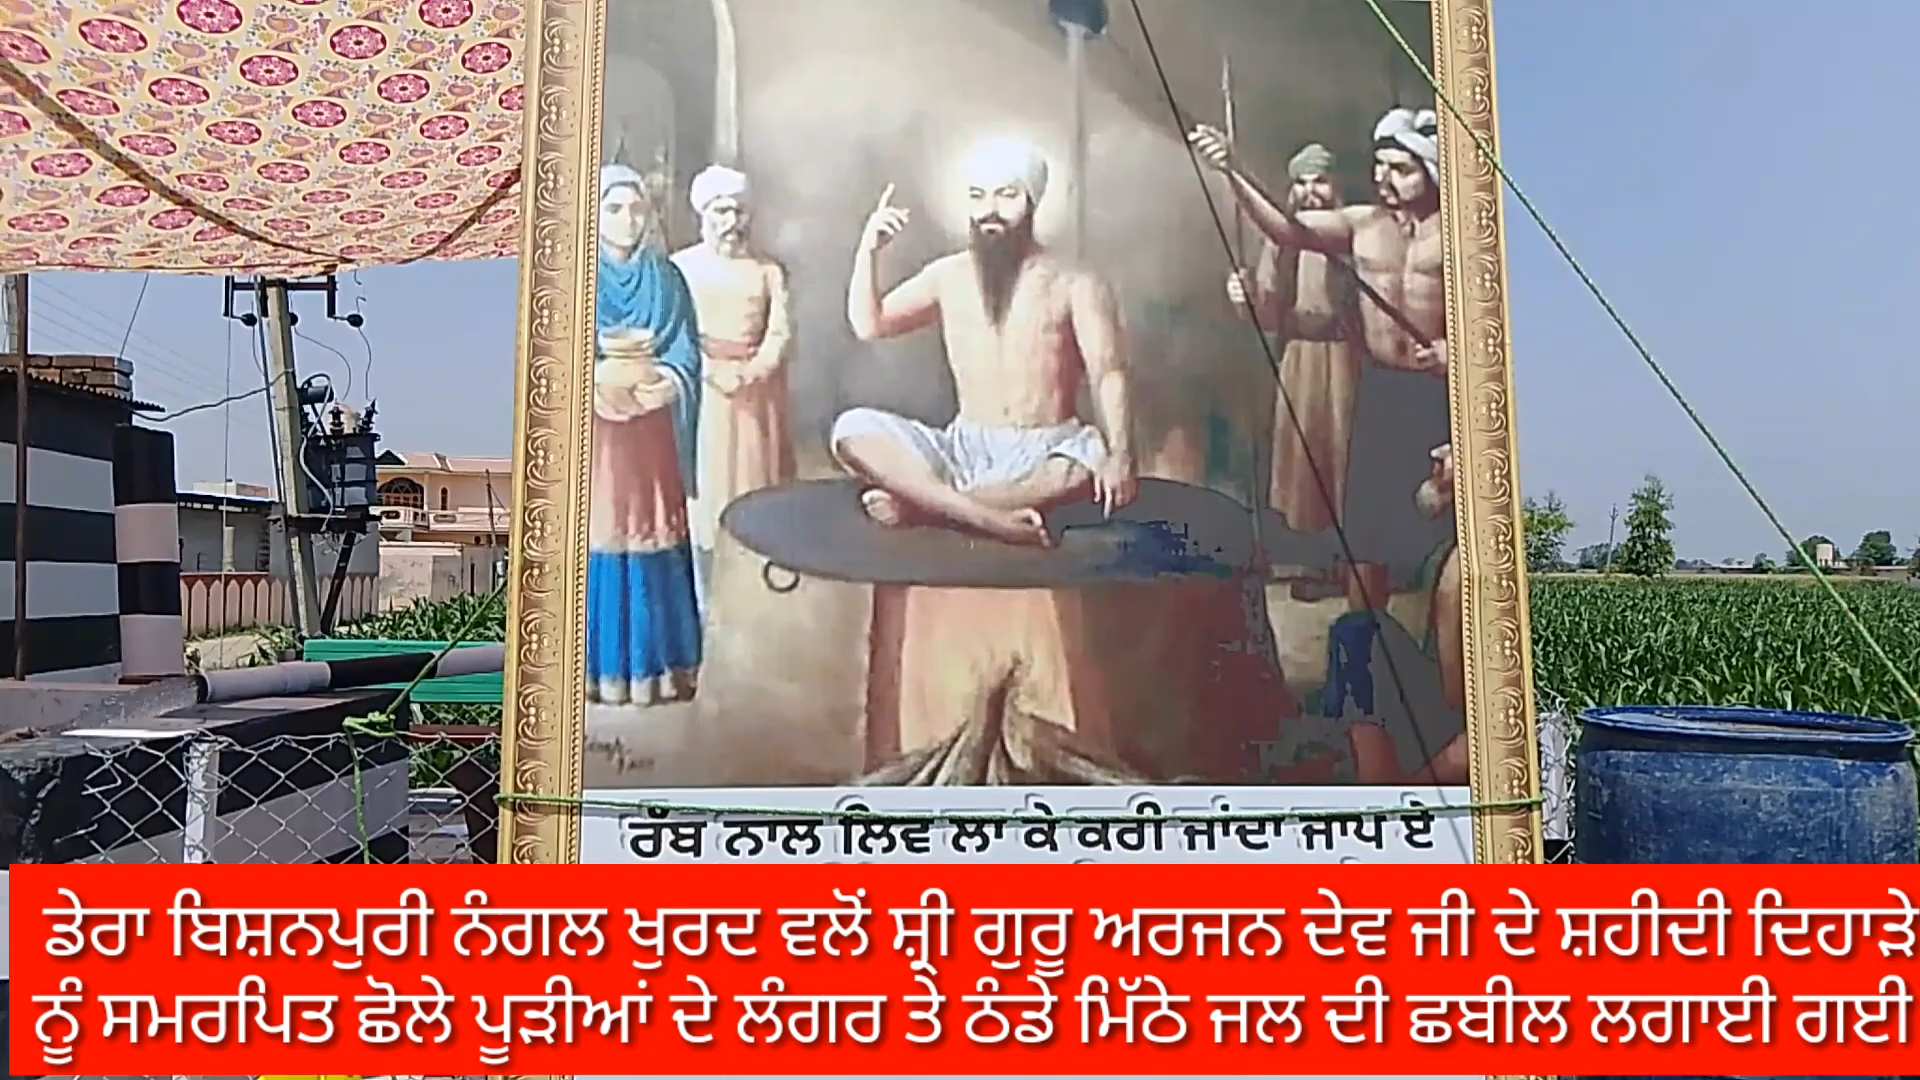 ਰੱਬ ਨਾਲ ਲਿਵ ਲਾ ਕੇ ਕਰੀ ਜਾਂਦਾ ਜਾਪ ਏ
ਡੇਰਾ ਬਿਸ਼ਨਪੁਰੀ ਨੰਗਲ ਖੁਰਦ ਵਲੋਂ ਸ਼੍ਰੀ ਗੁਰੂ ਅਰਜਨ ਦੇਵ ਜੀ ਦੇ ਸ਼ਹੀਦੀ ਦਿਹਾੜੇ
ਨੂੰ ਸਮਰਪਿਤ ਛੋਲੇ ਪੂੜੀਆਂ ਦੇ ਲੰਗਰ ਤੇ ਠੰਡੇ ਮਿੱਠੇ ਜਲ ਦੀ ਛਬੀਲ ਲਗਾਈ ਗਈ